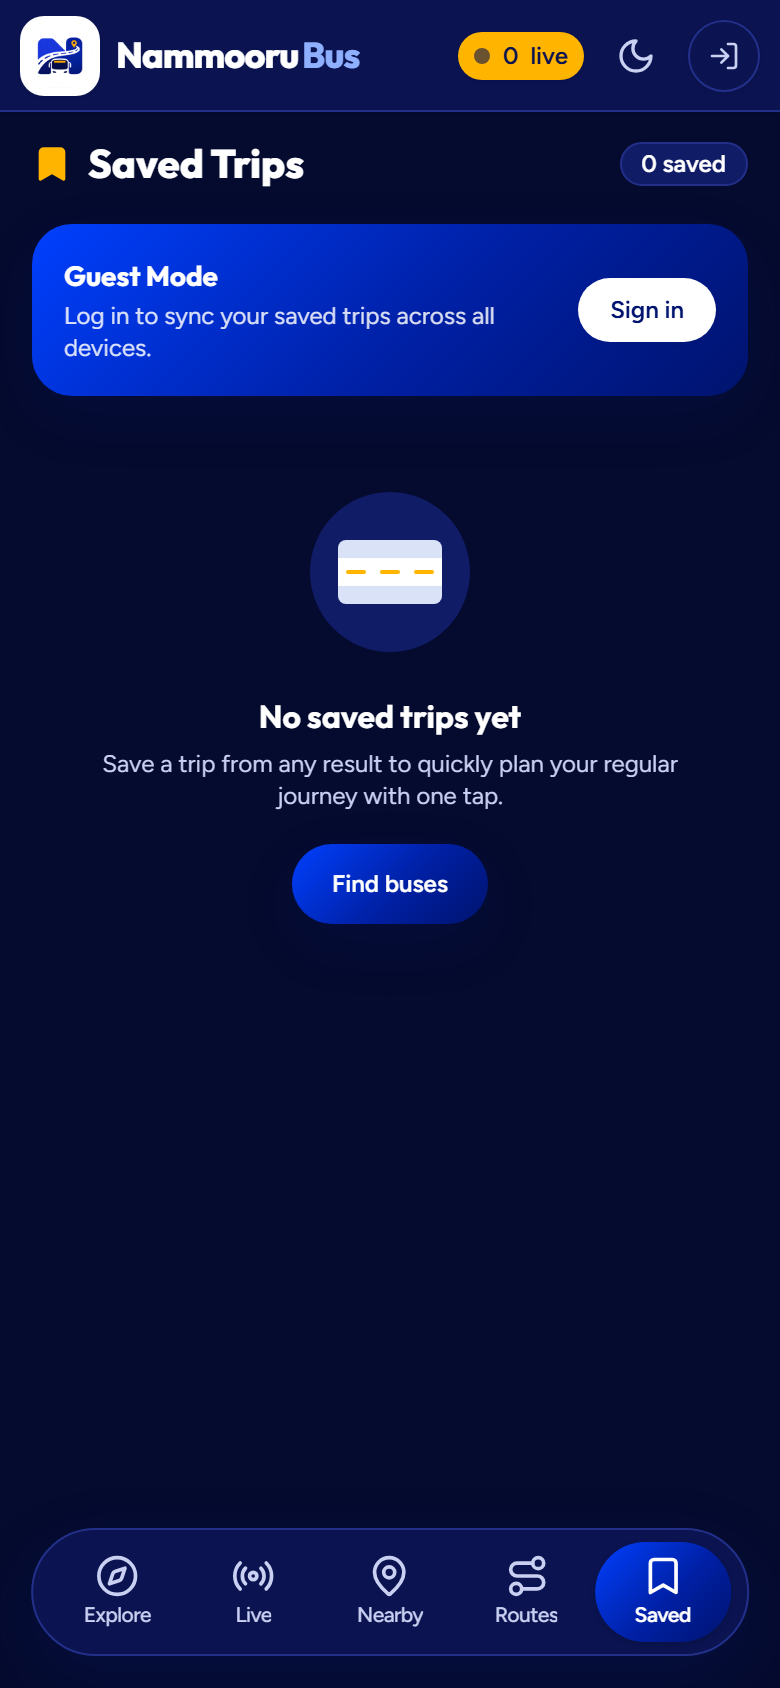 Nammooru Bus
0 live
Saved Trips
0 saved
Guest Mode
Log in to sync your saved trips across all
devices.
Sign in
No saved trips yet
Save a trip from any result to quickly plan your regular
journey with one tap.
Find buses
Explore
Live
Nearby
Routes
Saved